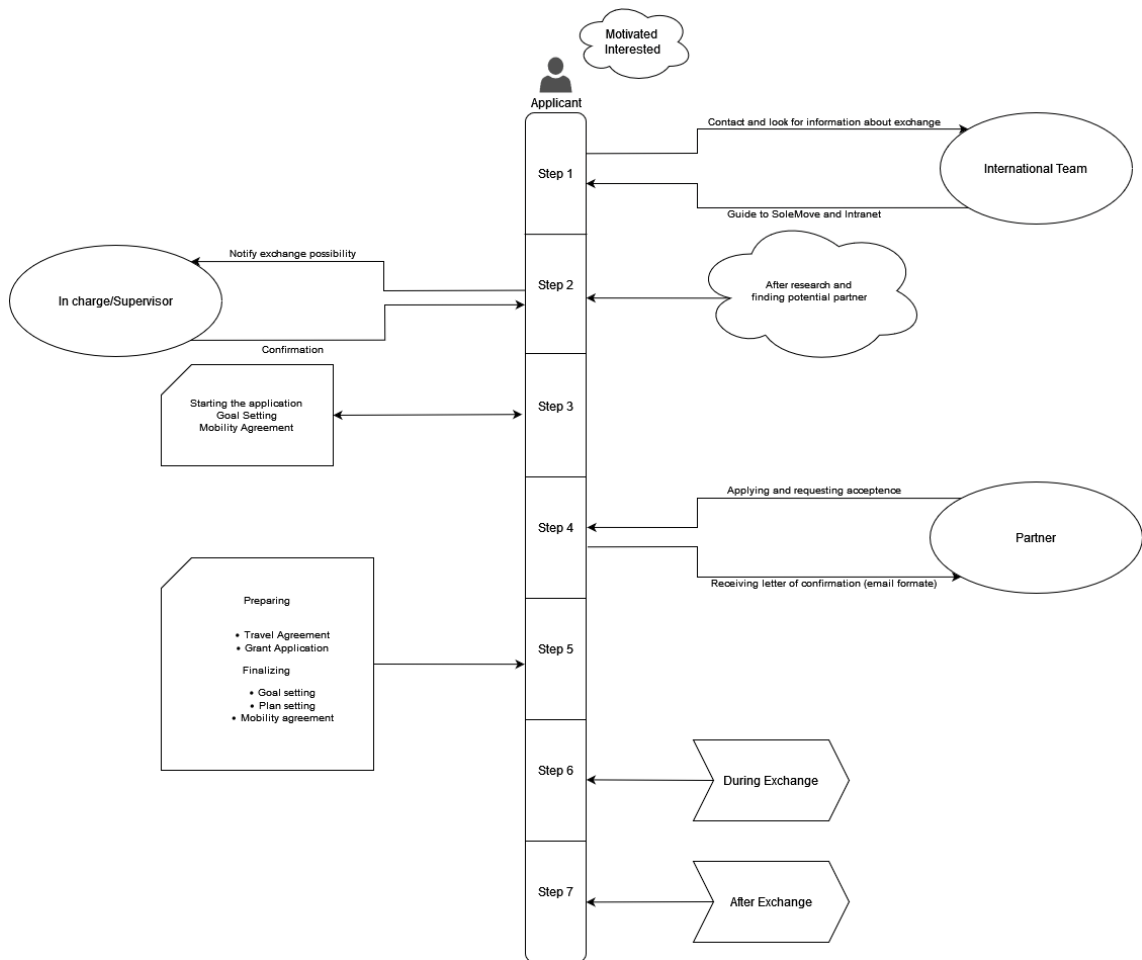 Motivated
Interested
Applicant
Contact and look for information about exchange
Step 1
International Team
Guide to SoleMove and Intranet
Notify exchange possibility
In charge/Supervisor
Step 2
After research and
finding potential partner
Confirmation
Starting the application
Goal Setting
Mobility Agreement
Step 3
Applying and requesting acceptence
Step 4
Partner
Receiving letter of confirmation (email formate)
Preparing
• Travel Agreement
• Grant Application
Finalizing
• Goal setting
• Plan setting
• Mobility agreement
Step 5
Step 6
During Exchange
Step 7
After Exchange